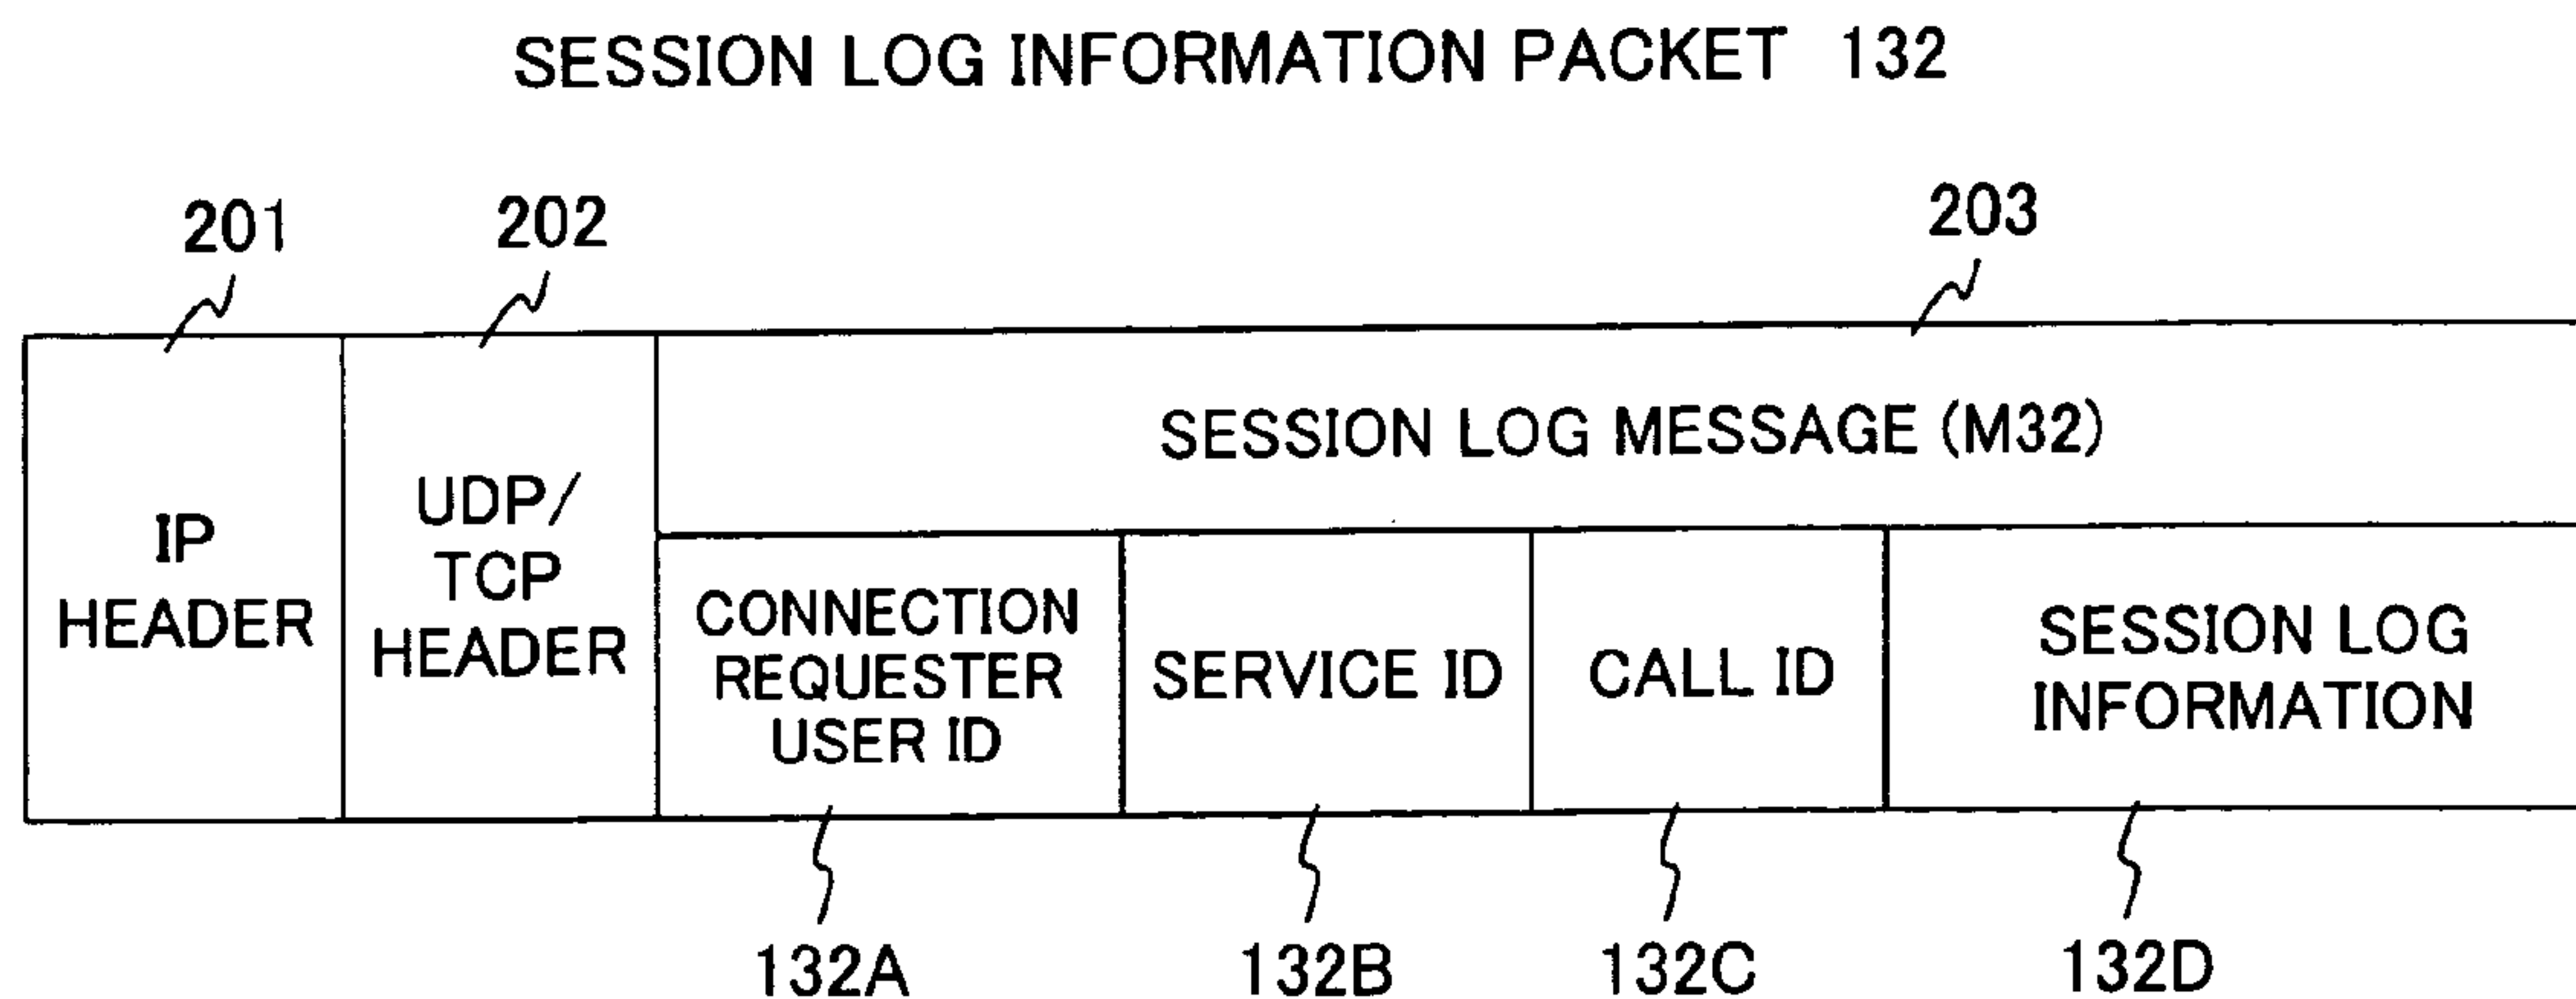 SESSION LOG INFORMATION PACKET 132
201
202
203
IP
HEADER
UDP/
TCP
HEADER
SESSION LOG MESSAGE (M32)
CONNECTION
REQUESTER
USER ID
SERVICE ID
CALL ID
SESSION LOG
INFORMATION
132A
132B
132C
132D